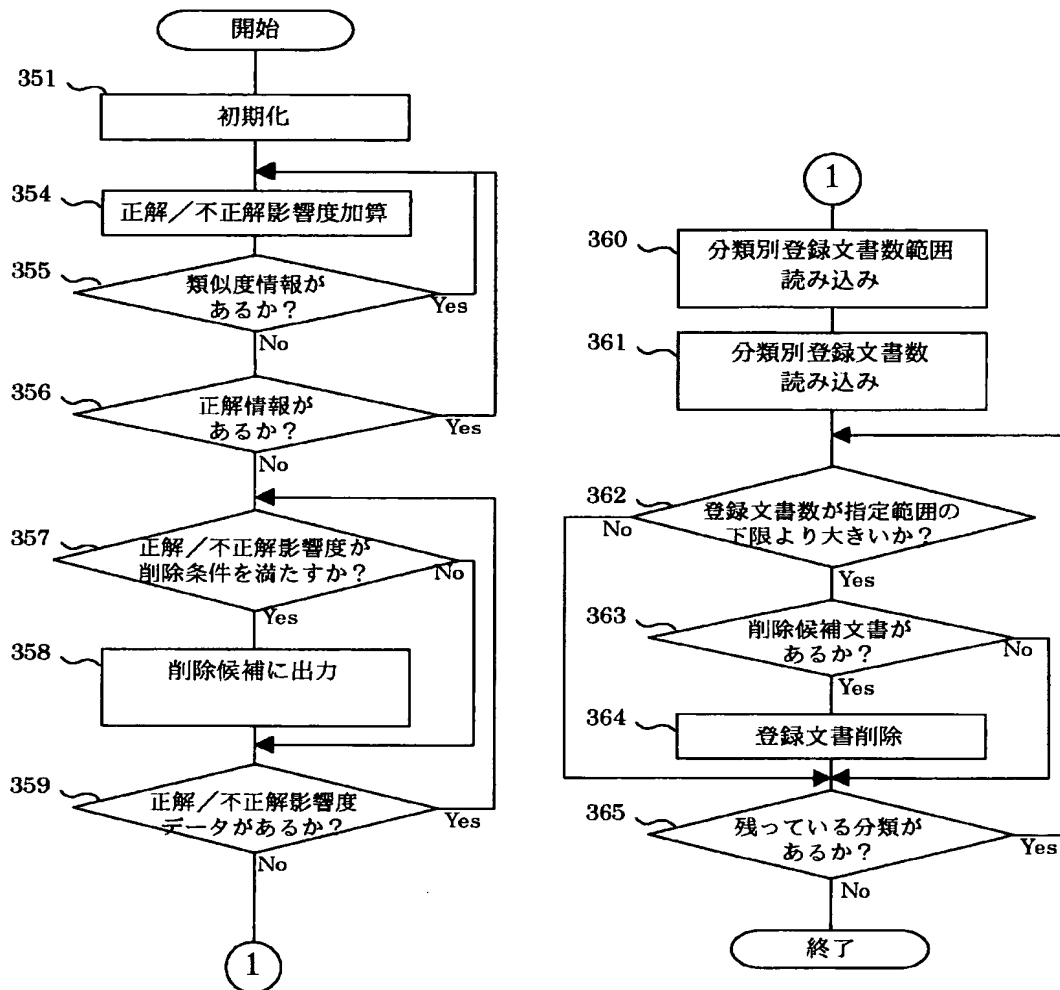 開始
351
初期化
354
正解/不正解影響度加算
355
類似度情報が
あるか?
Yes
No
356
正解情報が
あるか?
Yes
No
357
正解/不正解影響度が
削除条件を満たすか?
No
Yes
358
削除候補に出力
359
正解/不正解影響度
データがあるか?
Yes
No
1
1
360
分類別登録文書数範囲
読み込み
361
分類別登録文書数
読み込み
362
登録文書数が指定範囲の
下限より大きいか?
No
Yes
363
削除候補文書が
あるか?
No
Yes
364
登録文書削除
365
残っている分類が
あるか?
Yes
No
終了